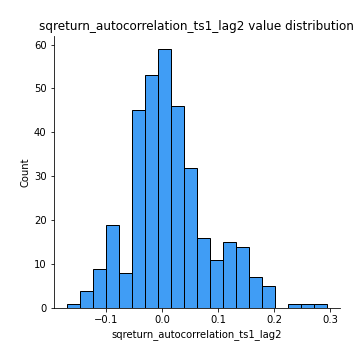 sqreturn_autocorrelation_ts1_lag2 value distribution
60
50
40
30
20
10
0
Count
−0.1 0.0 0.1 0.2 0.3
sqreturn_autocorrelation_ts1_lag2